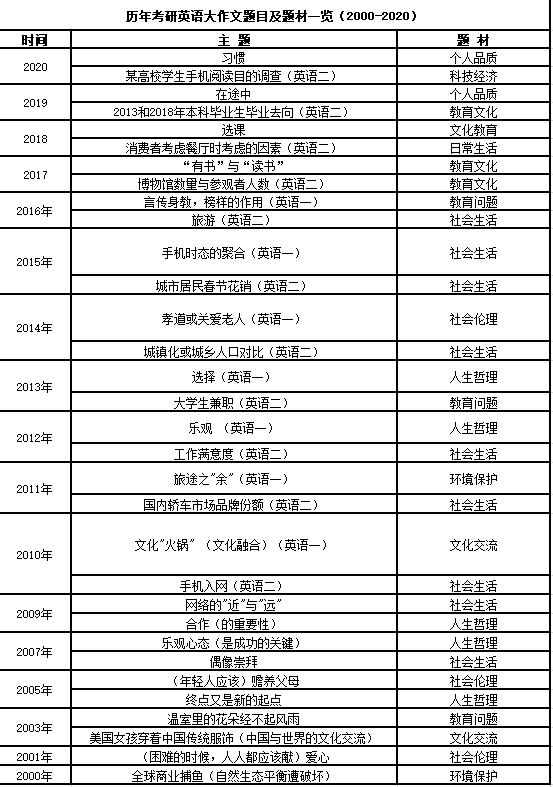 历年考研英语大作文题目及题材一览（2000-2020）
时间 主 题 题 材
2020 习惯 个人品质
某高校学生手机阅读目的调查（英语二） 科技经济
2019 在途中 个人品质
2013和2018年本科毕业生毕业去向（英语二） 教育文化
2018 选课 文化教育
消费者考虑餐厅时考虑的因素（英语二） 日常生活
2017 “有书”与“读书” 教育文化
博物馆数量与参观者人数（英语二） 教育文化
2016年 言传身教，榜样的作用（英语一） 教育问题
旅游（英语二） 社会生活
2015年 手机时态的聚合（英语一） 社会生活
城市居民春节花销（英语二） 社会生活
2014年 孝道或关爱老人（英语一） 社会伦理
城镇化或城乡人口对比（英语二） 社会生活
2013年 选择（英语一） 人生哲理
大学生兼职（英语二） 教育问题
2012年 乐观 （英语一） 人生哲理
工作满意度（英语二） 社会生活
2011年 旅途之"余"（英语一） 环境保护
国内轿车市场品牌份额（英语二） 社会生活
2010年 文化"火锅" （文化融合）（英语一） 文化交流
手机入网（英语二） 社会生活
2009年 网络的"近"与"远" 社会生活
合作（的重要性） 人生哲理
2007年 乐观心态（是成功的关键） 人生哲理
偶像崇拜 社会生活
2005年 （年轻人应该）赡养父母 社会伦理
终点又是新的起点 人生哲理
2003年 温室里的花朵经不起风雨 教育问题
美国女孩穿着中国传统服饰（中国与世界的文化交流） 文化交流
2001年 （困难的时候，人人都应该献）爱心 社会伦理
2000年 全球商业捕鱼（自然生态平衡遭破坏） 环境保护